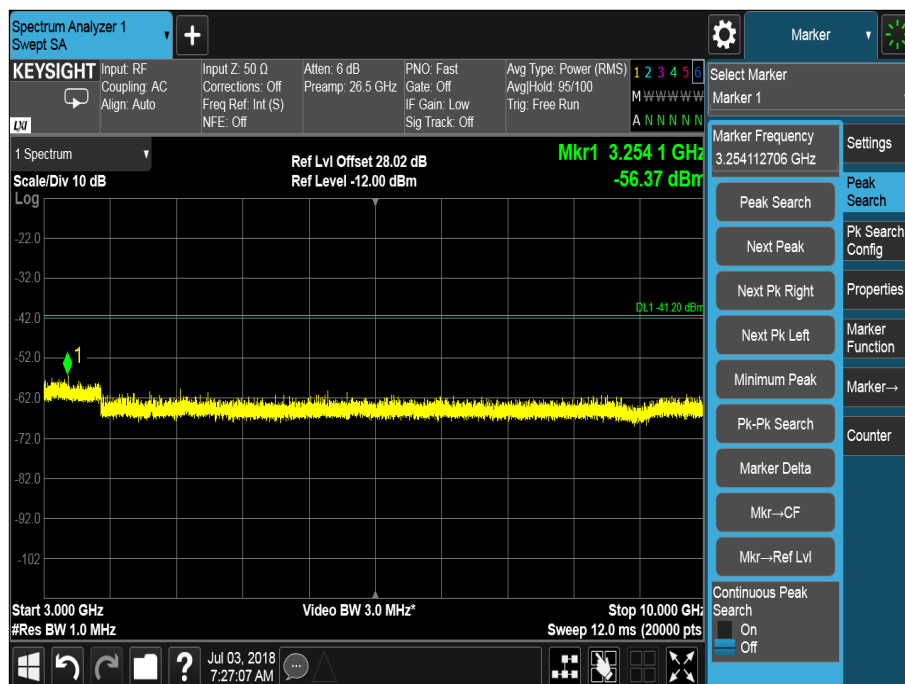 Spectrum Analyzer 1
Swept SA
+
Marker
KEYSIGHT
LXI
Input: RF
Coupling: AC
Align: Auto
Input Z: 50 Ω
Corrections: Off
Freq Ref: Int (S)
NFE: Off
Atten: 6 dB
Preamp: 26.5 GHz
PNO: Fast
Gate: Off
IF Gain: Low
Sig Track: Off
Avg Type: Power (RMS)
Avg|Hold: 95/100
Trig: Free Run
1 2 3 4 5 6
M W W W W W
A N N N N N N
Select Marker
Marker 1
1 Spectrum
Scale/Div 10 dB
Log
Ref Lvl Offset 28.02 dB
Ref Level -12.00 dBm
Mkr1 3.254 1 GHz
-56.37 dBm
-22.0
-32.0
-42.0
-52.0
-62.0
-72.0
-82.0
-92.0
-102
DL1 -41.20 dBm
1
Start 3.000 GHz
#Res BW 1.0 MHz
Video BW 3.0 MHz*
Stop 10.000 GHz
Sweep 12.0 ms (20000 pts
Marker Frequency
3.254112706 GHz
Peak Search
Next Peak
Next Pk Right
Next Pk Left
Minimum Peak
Pk-Pk Search
Marker Delta
Mkr→CF
Mkr→Ref Lvl
Continuous Peak
Search
On
Off
Settings
Peak
Search
Pk Search
Config
Properties
Marker
Function
Marker→
Counter
?
Jul 03, 2018
7:27:07 AM